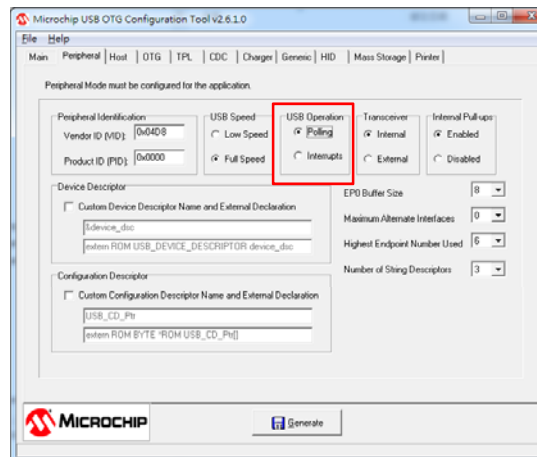 Microchip USB OTG Configuration Tool v2.6.1.0
File Help
Main Peripheral Host OTG TPL CDC Charger Generic HID Mass Storage Printer
Peripheral Mode must be configured for the application.
Peripheral Identification USB Speed USB Operation Transceiver Internal Pull-ups
Vendor ID (VID): 0x04D8 Low Speed Polling Internal Enabled
Product ID (PID): 0x0000 Full Speed Interrupts External Disabled
Device Descriptor
EP0 Buffer Size 8
Custom Device Descriptor Name and External Declaration
Maximum Alternate Interfaces 0
&device_dsc
extern ROM USB_DEVICE_DESCRIPTOR device_dsc
Highest Endpoint Number Used 6
Number of String Descriptors 3
Configuration Descriptor
Custom Configuration Descriptor Name and External Declaration
USB_CD_Ptr
extern ROM BYTE *ROM USB_CD_Ptr[]
MICROCHIP
Generate